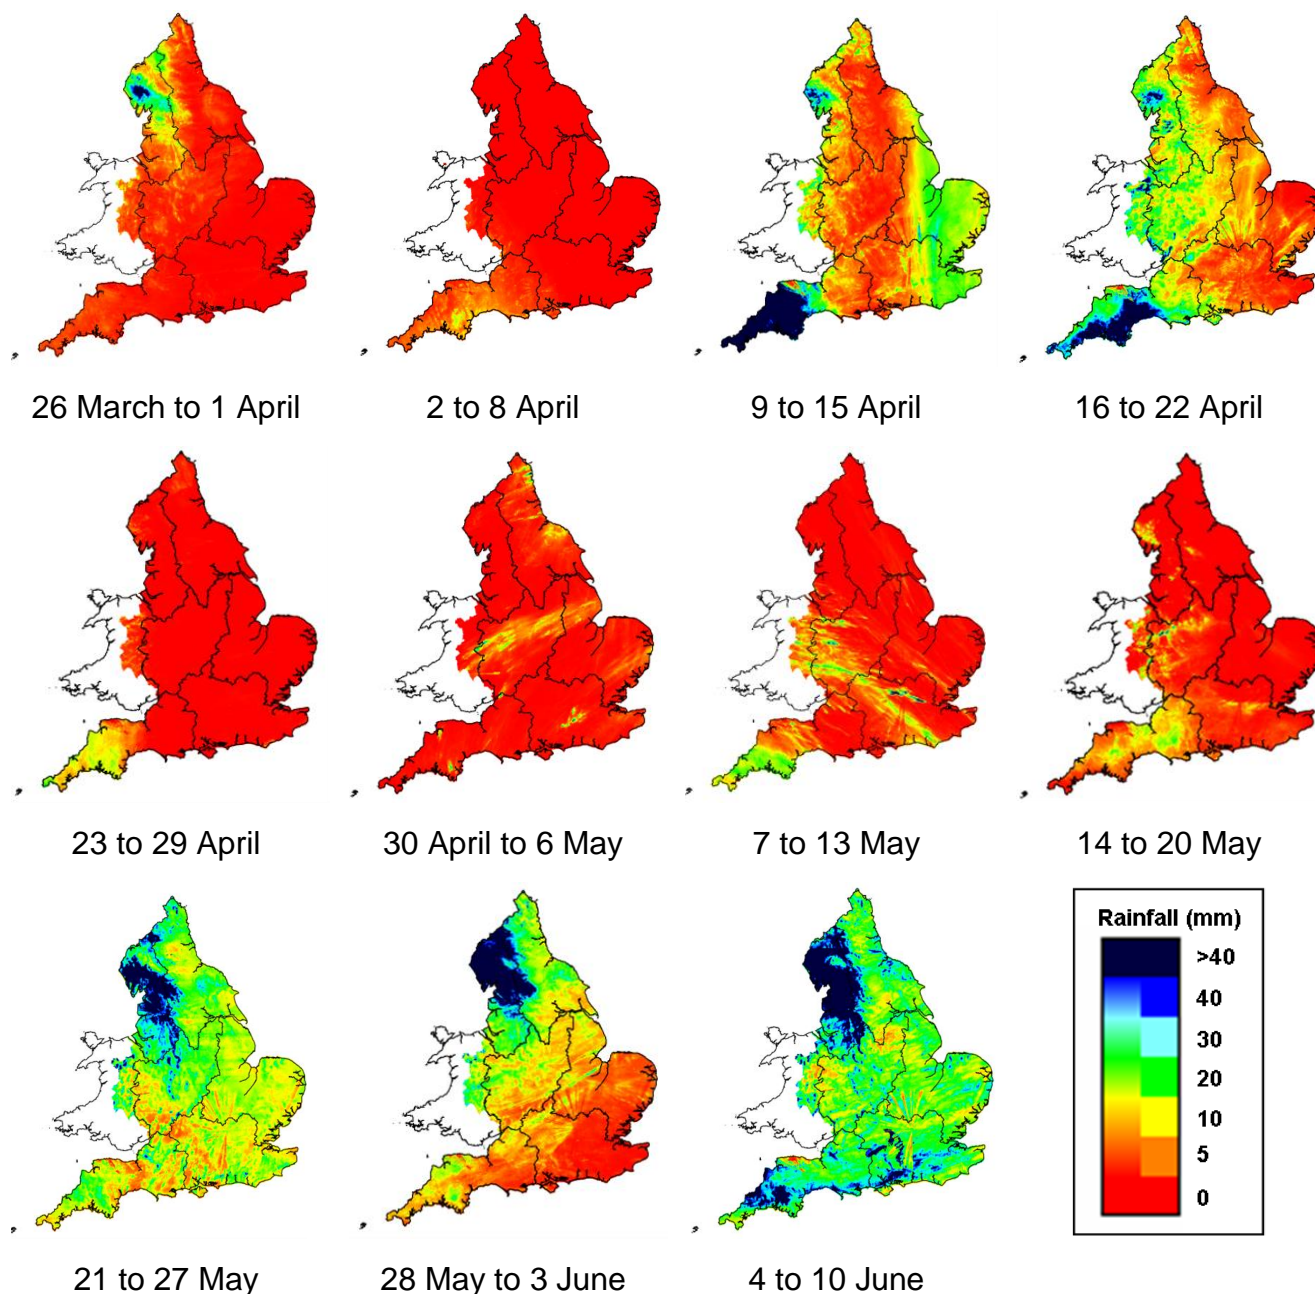 26 March to 1 April
2 to 8 April
9 to 15 April
16 to 22 April
23 to 29 April
30 April to 6 May
7 to 13 May
14 to 20 May
Rainfall (mm)
>40
40
30
20
10
5
0
21 to 27 May
28 May to 3 June
4 to 10 June